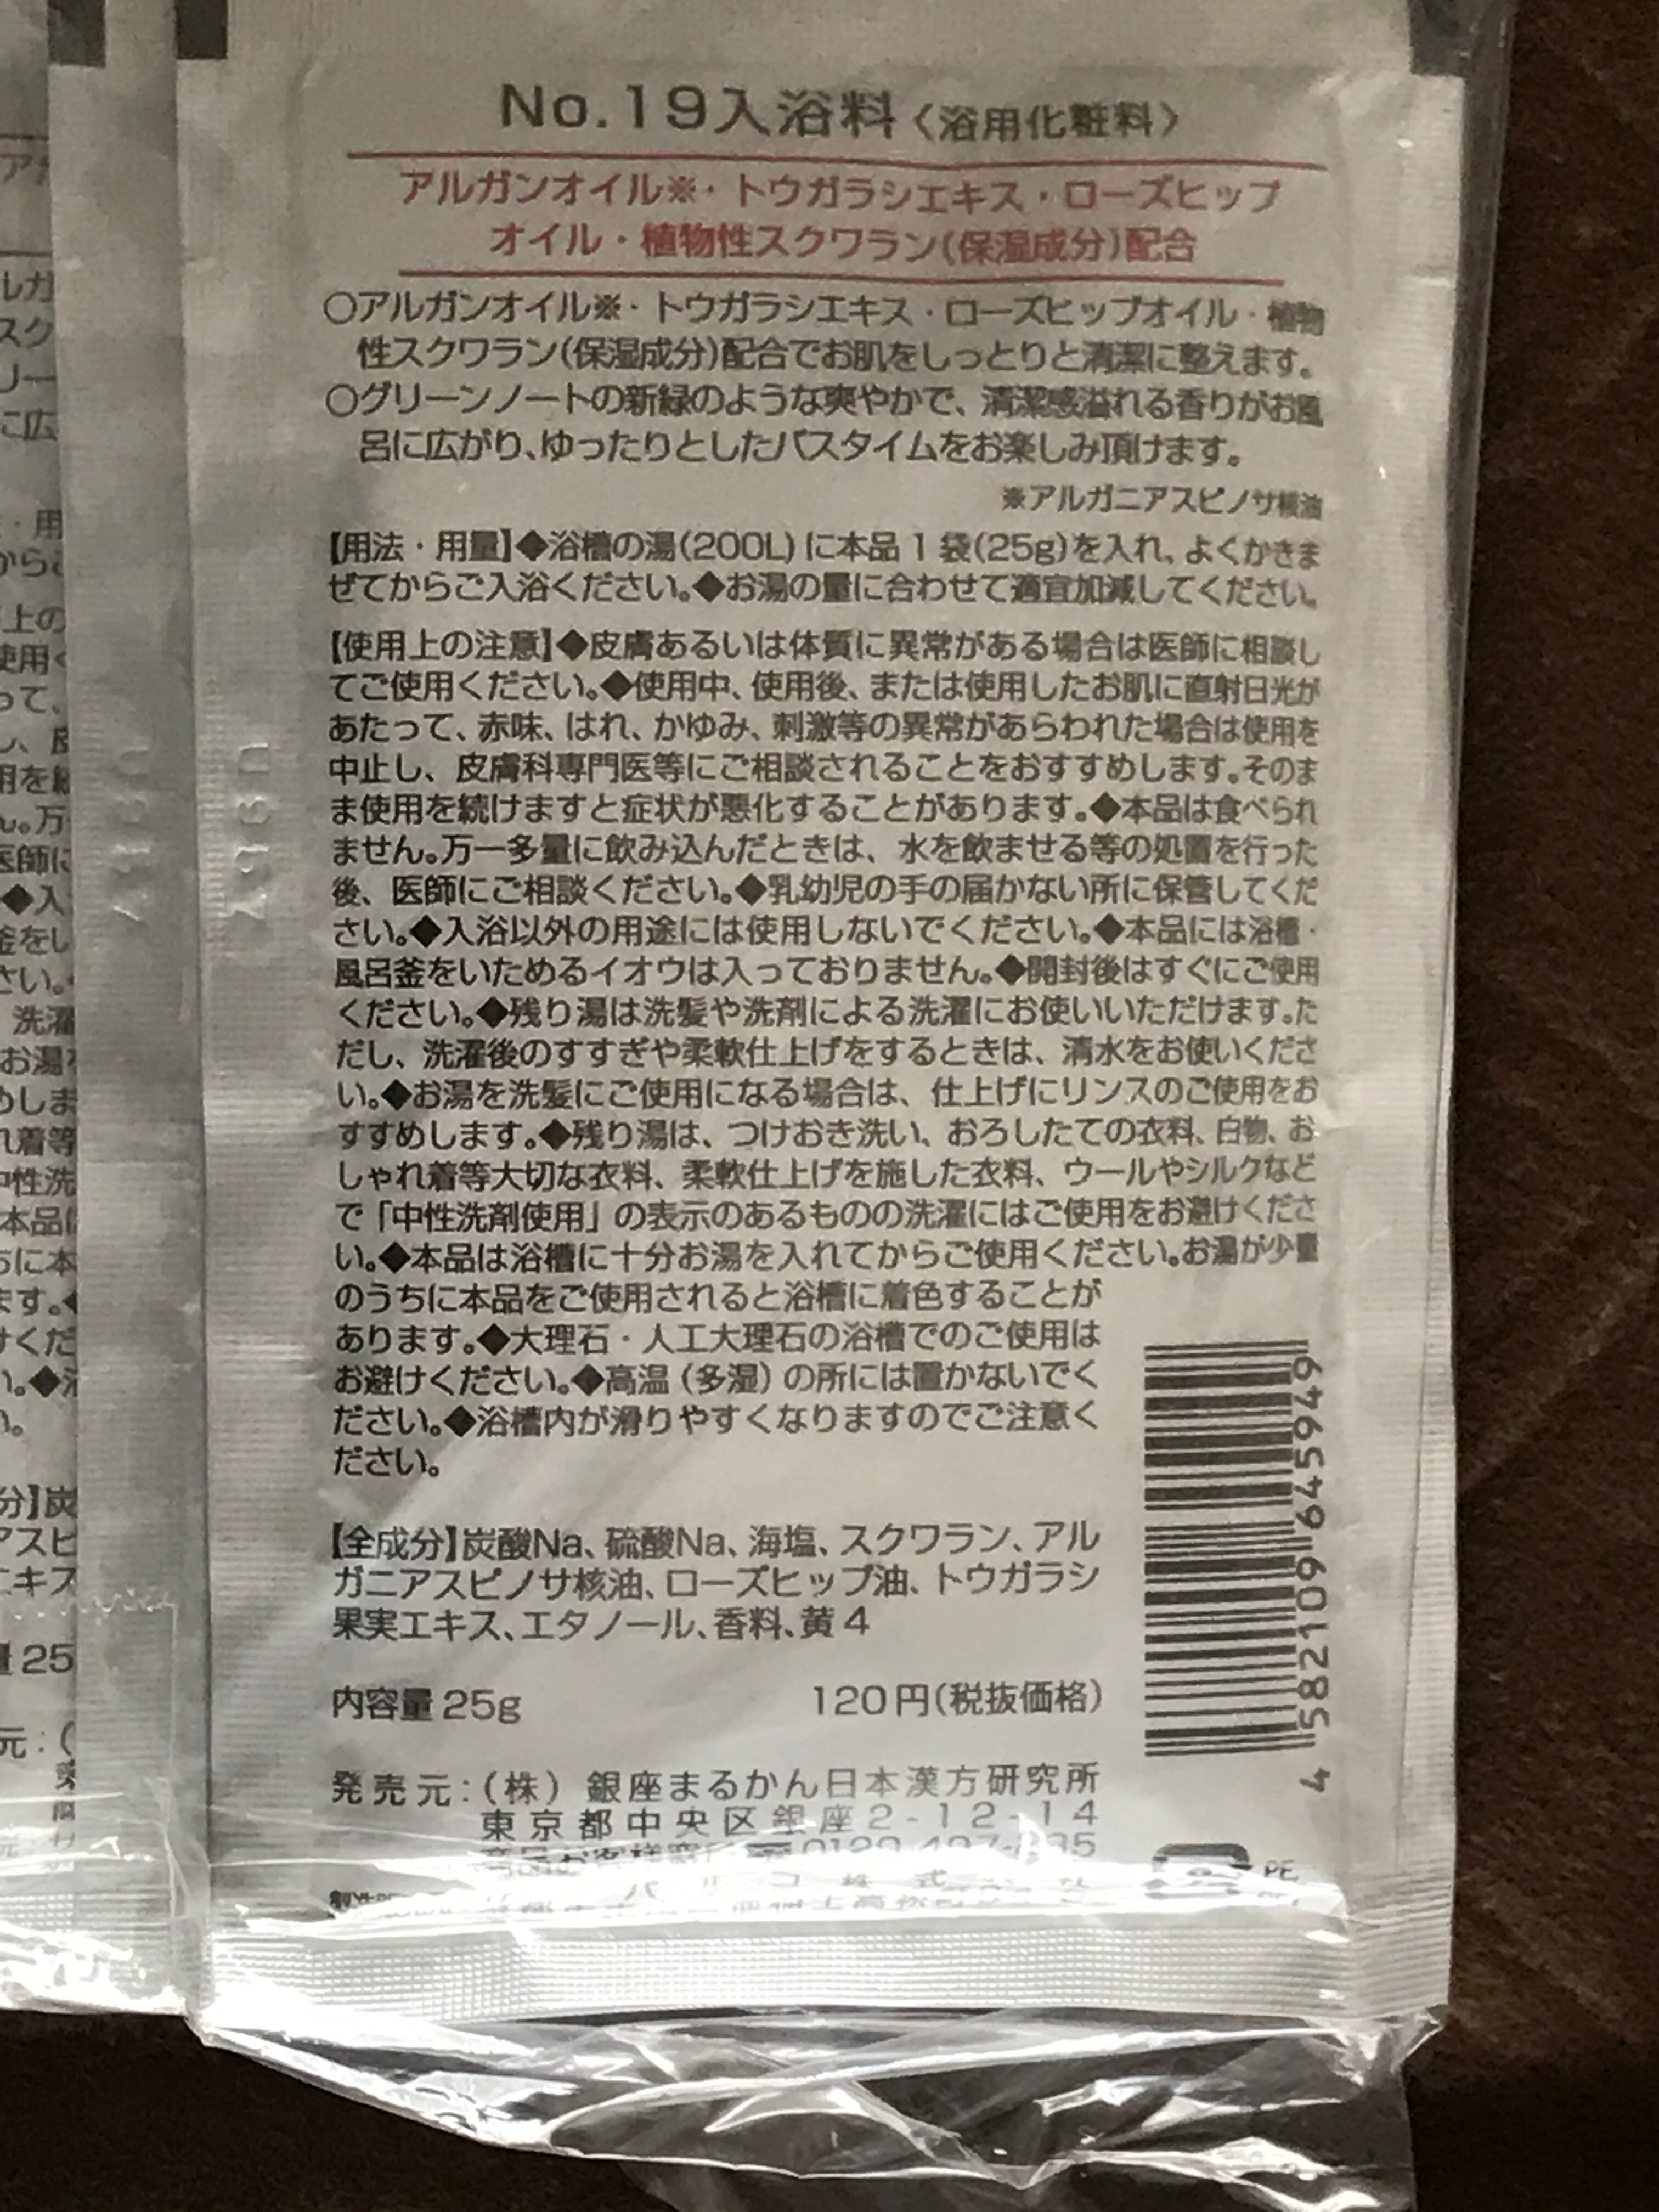 No.19入浴料〈浴用化粧料〉
アルガンオイル※・トウガラシエキス・ローズヒップ
オイル・植物性スクワラン(保湿成分)配合
○アルガンオイル※・トウガラシエキス・ローズヒップオイル・植物
性スクワラン(保湿成分)配合でお肌をしっとりと清潔に整えます。
○グリーンノートの新緑のような爽やかで、清潔感溢れる香りがお風
呂に広がり、ゆったりとしたバスタイムをお楽しみ頂けます。
※アルガニアスピノサ核油
【用法・用量】◆浴槽の湯(200L)に本品1袋(25g)を入れ、よくかきま
ぜてからご入浴ください。◆お湯の量に合わせて適宜加減してください。
【使用上の注意】◆皮膚あるいは体質に異常がある場合は医師に相談し
てご使用ください。◆使用中、使用後、または使用したお肌に直射日光が
あたって、赤味、はれ、かゆみ、刺激等の異常があらわれた場合は使用を
中止し、皮膚科専門医等にご相談されることをおすすめします。そのま
ま使用を続けますと症状が悪化することがあります。◆本品は食べられ
ません。万一多量に飲み込んだときは、水を飲ませる等の処置を行った
後、医師にご相談ください。◆乳幼児の手の届かない所に保管してくだ
さい。◆入浴以外の用途には使用しないでください。◆本品には浴槽・
風呂釜をいためるイオウは入っておりません。◆開封後はすぐにご使用
ください。◆残り湯は洗髪や洗剤による洗濯にお使いいただけます。た
だし、洗濯後のすすぎや柔軟仕上げをするときは、清水をお使いくださ
い。◆お湯を洗髪にご使用になる場合は、仕上げにリンスのご使用をお
すすめします。◆残り湯は、つけおき洗い、おろしたての衣料、白物、お
しゃれ着等大切な衣料、柔軟仕上げを施した衣料、ウールやシルクなど
で「中性洗剤使用」の表示のあるものの洗濯にはご使用をお避けくださ
い。◆本品は浴槽に十分お湯を入れてからご使用ください。お湯が少量
のうちに本品をご使用されると浴槽に着色することが
あります。◆大理石・人工大理石の浴槽でのご使用は
お避けください。◆高温(多湿)の所には置かないでく
ださい。◆浴槽内が滑りやすくなりますのでご注意く
ださい。
【全成分】炭酸Na、硫酸Na、海塩、スクワラン、アル
ガニアスピノサ核油、ローズヒップ油、トウガラシ
果実エキス、エタノール、香料、黄4
内容量25g 120円(税抜価格)
発売元:(株)銀座まるかん日本漢方研究所
東京都中央区銀座2-12-14
4582109645949